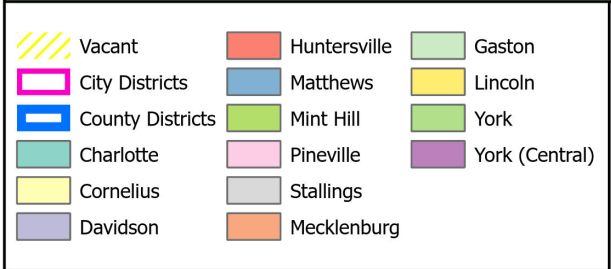 Vacant
City Districts
County Districts
Charlotte
Cornelius
Davidson
Huntersville
Matthews
Mint Hill
Pineville
Stallings
Mecklenburg
Gaston
Lincoln
York
York (Central)